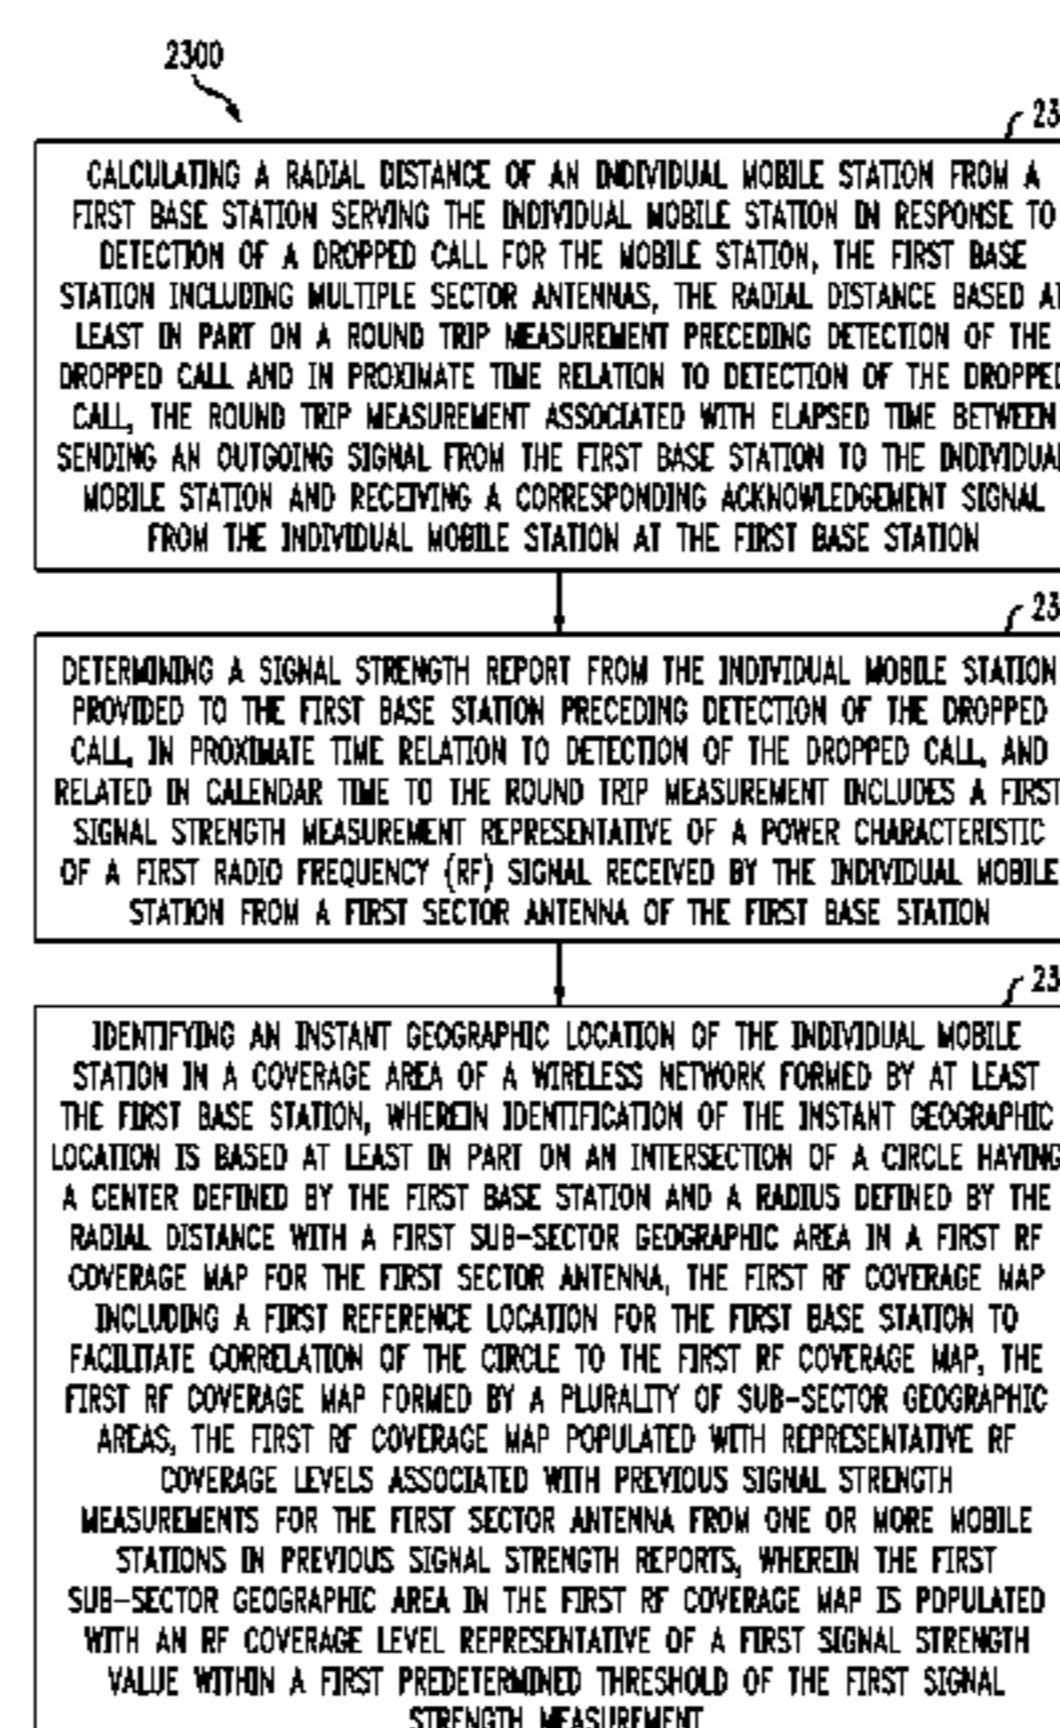 2300
23
CALCULATING A RADIAL DISTANCE OF AN INDIVIDUAL MOBILE STATION FROM A
FIRST BASE STATION SERVING THE INDIVIDUAL MOBILE STATION IN RESPONSE TO
DETECTION OF A DROPPED CALL FOR THE MOBILE STATION, THE FIRST BASE
STATION INCLUDING MULTIPLE SECTOR ANTENNAS, THE RADIAL DISTANCE BASED AT
LEAST IN PART ON A ROUND TRIP MEASUREMENT PRECEDING DETECTION OF THE
DROPPED CALL AND IN PROXIMATE TIME RELATION TO DETECTION OF THE DROPPED
CALL, THE ROUND TRIP MEASUREMENT ASSOCIATED WITH ELAPSED TIME BETWEEN
SENDING AN OUTGOING SIGNAL FROM THE FIRST BASE STATION TO THE INDIVIDUAL
MOBILE STATION AND RECEIVING A CORRESPONDING ACKNOWLEDGEMENT SIGNAL
FROM THE INDIVIDUAL MOBILE STATION AT THE FIRST BASE STATION
23
DETERMINING A SIGNAL STRENGTH REPORT FROM THE INDIVIDUAL MOBILE STATION
PROVIDED TO THE FIRST BASE STATION PRECEDING DETECTION OF THE DROPPED
CALL, IN PROXIMATE TIME RELATION TO DETECTION OF THE DROPPED CALL, AND
RELATED IN CALENDAR TIME TO THE ROUND TRIP MEASUREMENT INCLUDES A FIRST
SIGNAL STRENGTH MEASUREMENT REPRESENTATIVE OF A POWER CHARACTERISTIC
OF A FIRST RADIO FREQUENCY (RF) SIGNAL RECEIVED BY THE INDIVIDUAL MOBILE
STATION FROM A FIRST SECTOR ANTENNA OF THE FIRST BASE STATION
23
IDENTIFYING AN INSTANT GEOGRAPHIC LOCATION OF THE INDIVIDUAL MOBILE
STATION IN A COVERAGE AREA OF A WIRELESS NETWORK FORMED BY AT LEAST
THE FIRST BASE STATION, WHEREIN IDENTIFICATION OF THE INSTANT GEOGRAPHIC
LOCATION IS BASED AT LEAST IN PART ON AN INTERSECTION OF A CIRCLE HAVING
A CENTER DEFINED BY THE FIRST BASE STATION AND A RADIUS DEFINED BY THE
RADIAL DISTANCE WITH A FIRST SUB-SECTOR GEOGRAPHIC AREA IN A FIRST RF
COVERAGE MAP FOR THE FIRST SECTOR ANTENNA, THE FIRST RF COVERAGE MAP
INCLUDING A FIRST REFERENCE LOCATION FOR THE FIRST BASE STATION TO
FACILITATE CORRELATION OF THE CIRCLE TO THE FIRST RF COVERAGE MAP, THE
FIRST RF COVERAGE MAP FORMED BY A PLURALITY OF SUB-SECTOR GEOGRAPHIC
AREAS, THE FIRST RF COVERAGE MAP POPULATED WITH REPRESENTATIVE RF
COVERAGE LEVELS ASSOCIATED WITH PREVIOUS SIGNAL STRENGTH
MEASUREMENTS FOR THE FIRST SECTOR ANTENNA FROM ONE OR MORE MOBILE
STATIONS IN PREVIOUS SIGNAL STRENGTH REPORTS, WHEREIN THE FIRST
SUB-SECTOR GEOGRAPHIC AREA IN THE FIRST RF COVERAGE MAP IS POPULATED
WITH AN RF COVERAGE LEVEL REPRESENTATIVE OF A FIRST SIGNAL STRENGTH
VALUE WITHIN A FIRST PREDETERMINED THRESHOLD OF THE FIRST SIGNAL
STRENGTH MEASUREMENT